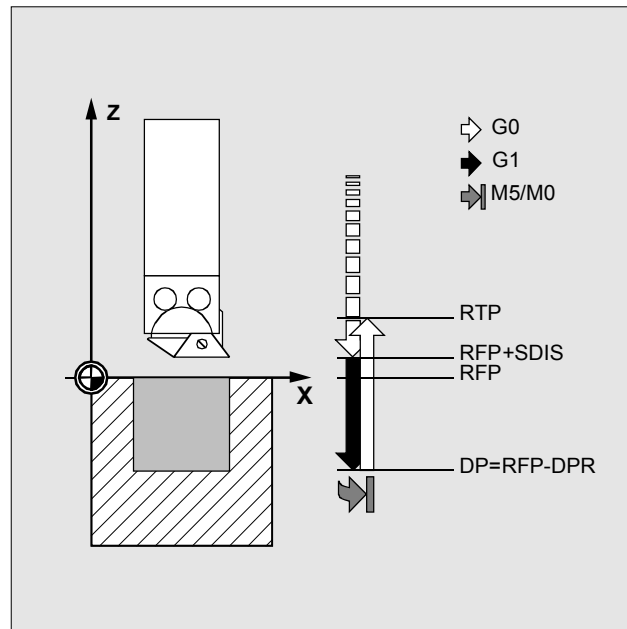 Z
G0
G1
M5/M0
RTP
RFP+SDIS
RFP
X
DP=RFP-DPR